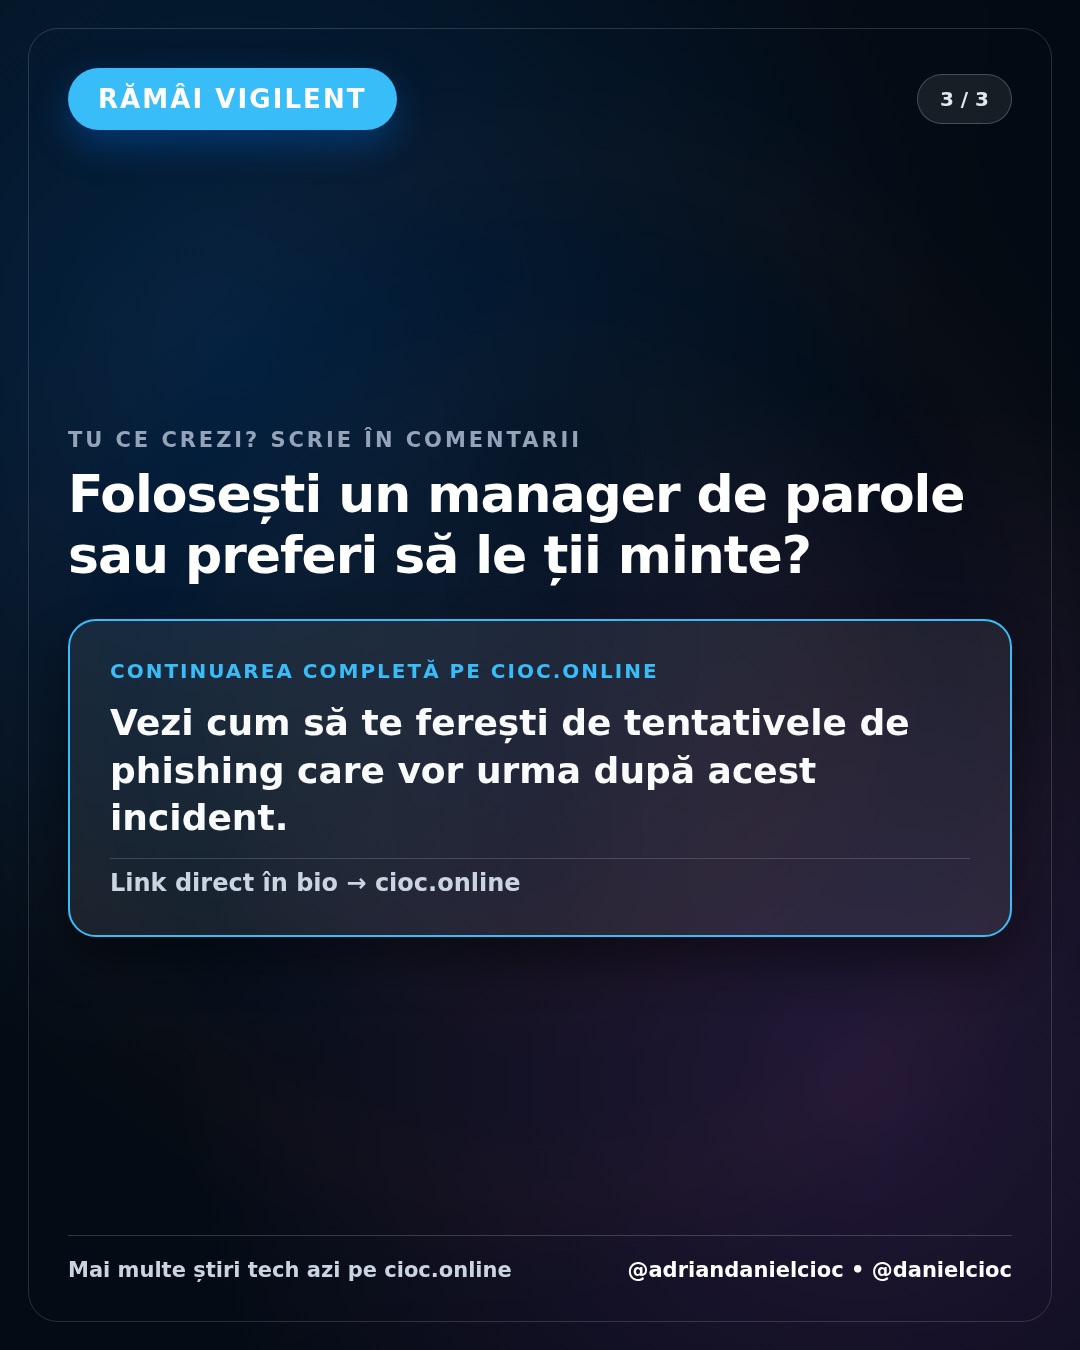 RĂMÂI VIGILENT
3 / 3
TU CE CREZI? SCRIE ÎN COMENTARII
Folosești un manager de parole
sau preferi să le ții minte?
CONTINUAREA COMPLETĂ PE CIOC.ONLINE
Vezi cum să te ferești de tentativele de
phishing care vor urma după acest
incident.
Link direct în bio → cioc.online
Mai multe știri tech azi pe cioc.online
@adriandanielcioc • @danielcioc